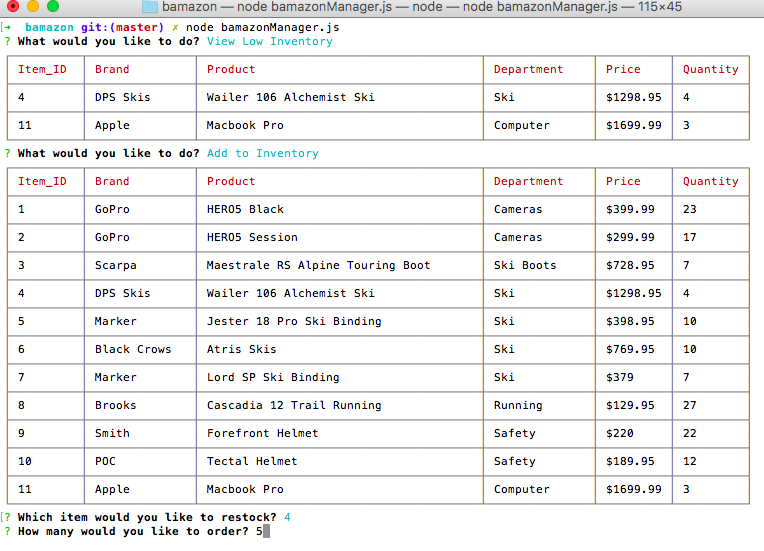 bamazon — node bamazonManager.js — node — node bamazonManager.js — 115×45
[→ bamazon git:(master) ✗ node bamazonManager.js
? What would you like to do? View Low Inventory
Item_ID Brand Product Department Price Quantity
4 DPS Skis Wailer 106 Alchemist Ski Ski $1298.95 4
11 Apple Macbook Pro Computer $1699.99 3
? What would you like to do? Add to Inventory
Item_ID Brand Product Department Price Quantity
1 GoPro HERO5 Black Cameras $399.99 23
2 GoPro HERO5 Session Cameras $299.99 17
3 Scarpa Maestrale RS Alpine Touring Boot Ski Boots $728.95 7
4 DPS Skis Wailer 106 Alchemist Ski Ski $1298.95 4
5 Marker Jester 18 Pro Ski Binding Ski $398.95 10
6 Black Crows Atris Skis Ski $769.95 10
7 Marker Lord SP Ski Binding Ski $379 7
8 Brooks Cascadia 12 Trail Running Running $129.95 27
9 Smith Forefront Helmet Safety $220 22
10 POC Tectal Helmet Safety $189.95 12
11 Apple Macbook Pro Computer $1699.99 3
[? Which item would you like to restock? 4
? How many would you like to order? 5